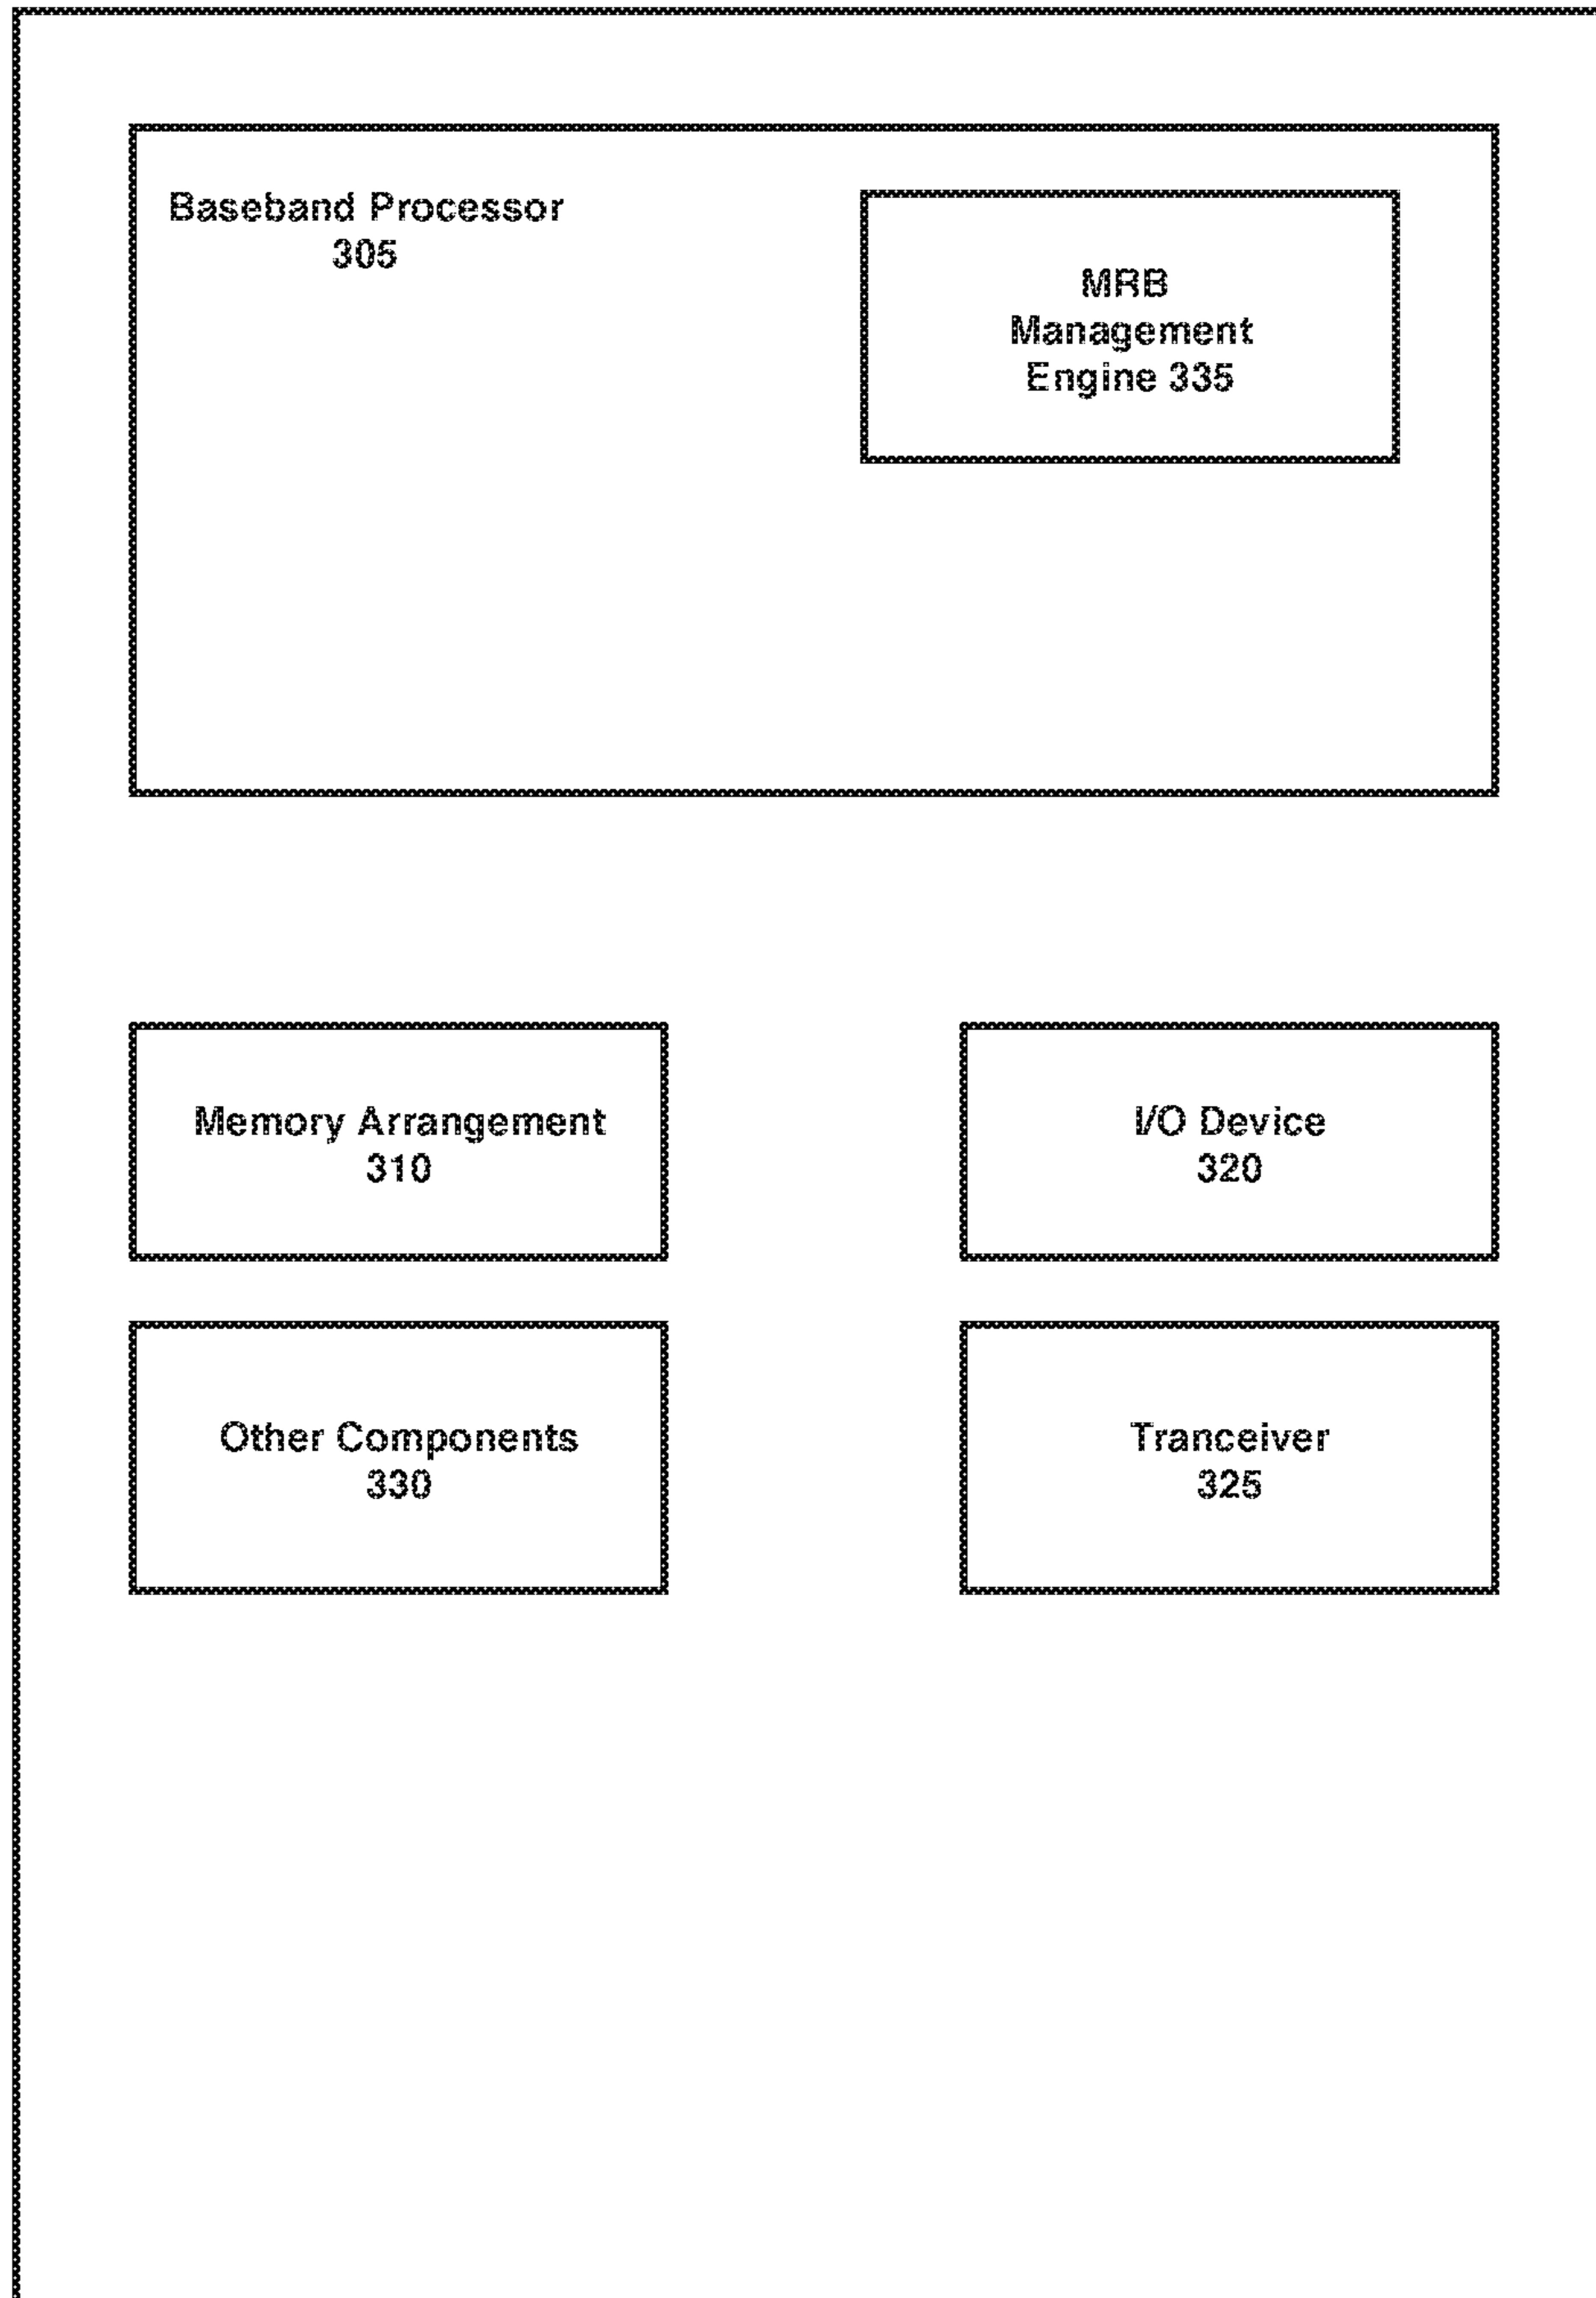 Baseband Processor
305
MRB
Management
Engine 335
Memory Arrangement
310
I/O Device
320
Other Components
330
Tranceiver
325